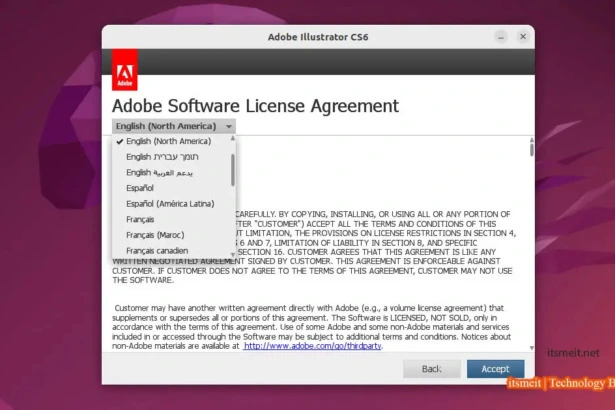 Adobe Illustrator CS6
Adobe
Adobe Software License Agreement
English (North America)
English (North America)
English תומך עברית
English يدعم العربية
Español
Español (América Latina)
Français
Français (Maroc)
Français canadien
CAREFULLY. BY COPYING, INSTALLING, OR USING ALL OR ANY PORTION OF
"CUSTOMER") ACCEPT ALL THE TERMS AND CONDITIONS OF THIS
LIMITATION, THE PROVISIONS ON LICENSE RESTRICTIONS IN SECTION 4,
6 AND 7, LIMITATION OF LIABILITY IN SECTION 8, AND SPECIFIC
SECTION 16. CUSTOMER AGREES THAT THIS AGREEMENT IS LIKE ANY
WRITTEN NEGOTIATED AGREEMENT SIGNED BY CUSTOMER. THIS AGREEMENT IS ENFORCEABLE AGAINST
CUSTOMER. IF CUSTOMER DOES NOT AGREE TO THE TERMS OF THIS AGREEMENT, CUSTOMER MAY NOT USE
THE SOFTWARE.
Customer may have another written agreement directly with Adobe (e.g., a volume license agreement) that
supplements or supersedes all or portions of this agreement. The Software is LICENSED, NOT SOLD, only in
accordance with the terms of this agreement. Use of some Adobe and some non-Adobe materials and services
included in or accessed through the Software may be subject to additional terms and conditions. Notices about
non-Adobe materials are available at http://www.adobe.com/go/thirdparty.
Back
Accept
itsmeit.net
itsmeit | Technology B